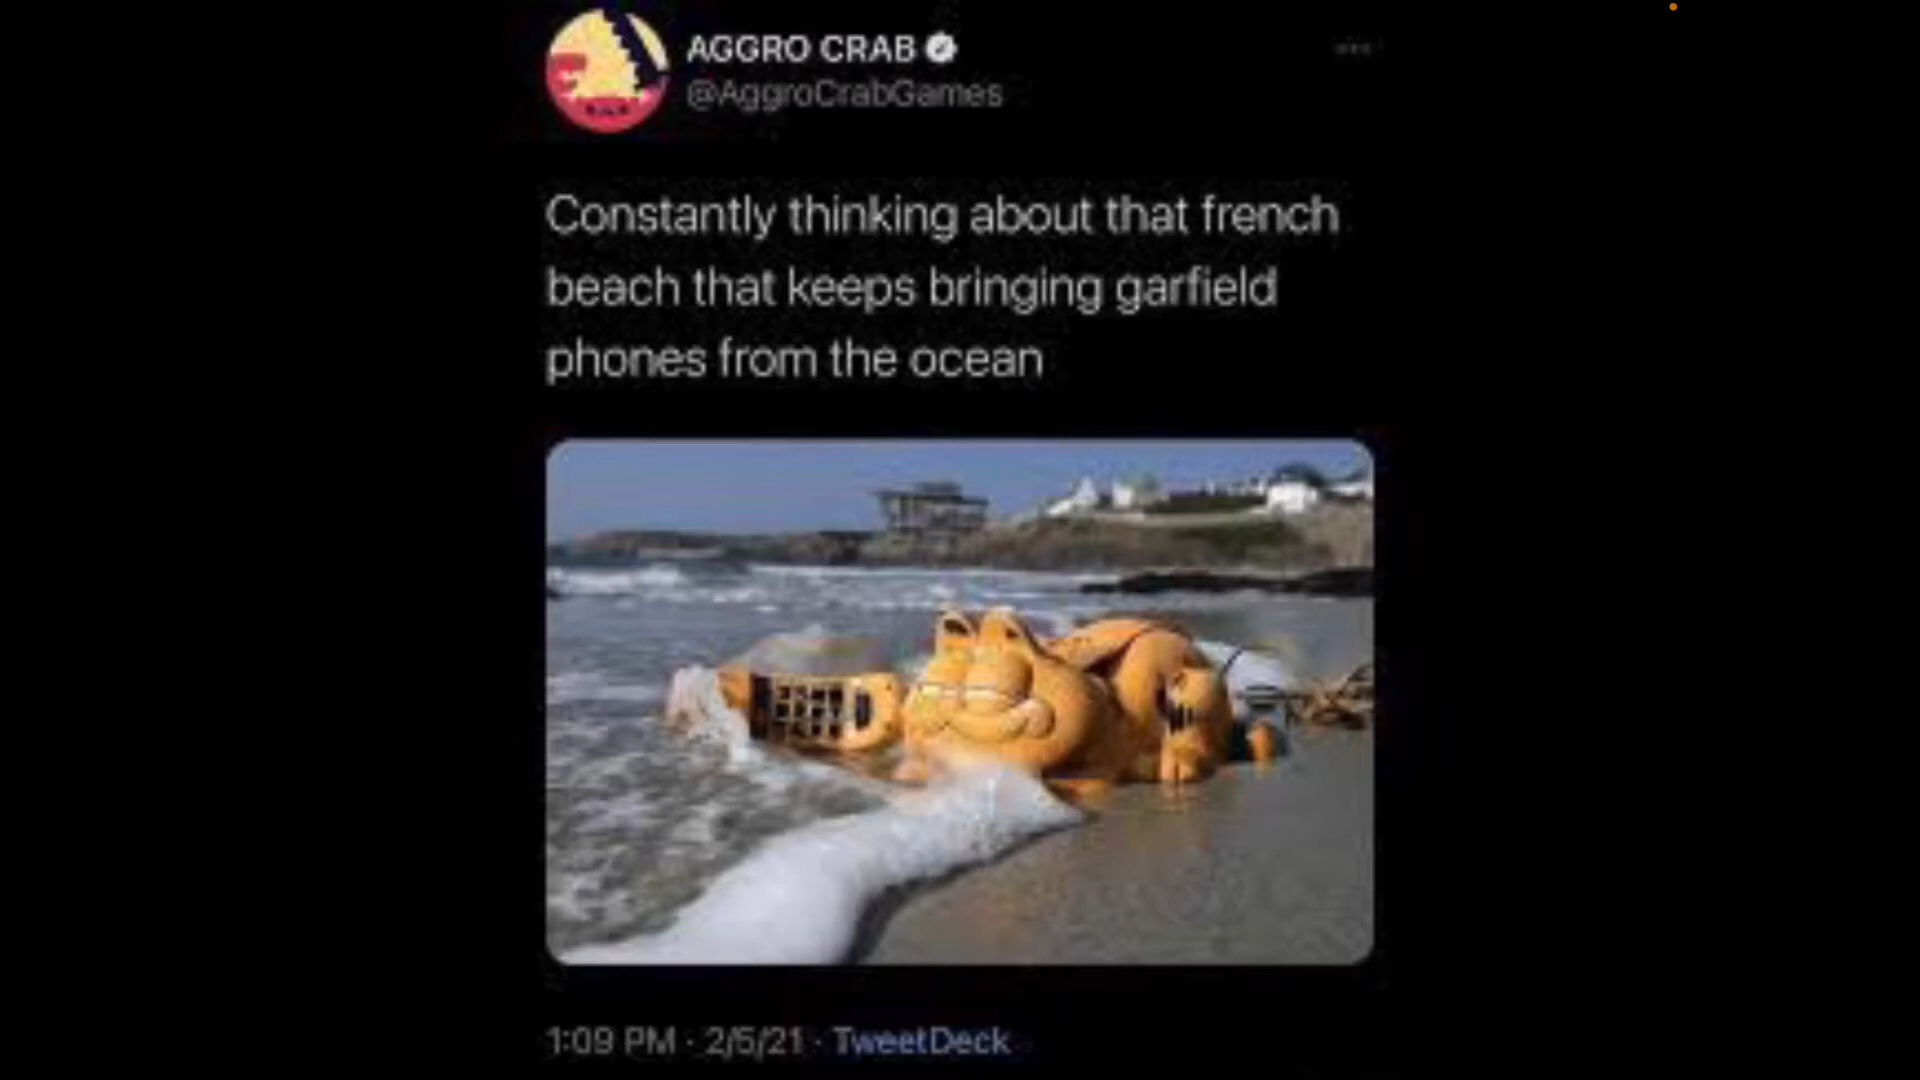 AGGRO CRAB
@AggroCrabGames
Constantly thinking about that french
beach that keeps bringing garfield
phones from the ocean
1:09 PM · 2/5/21 · TweetDeck